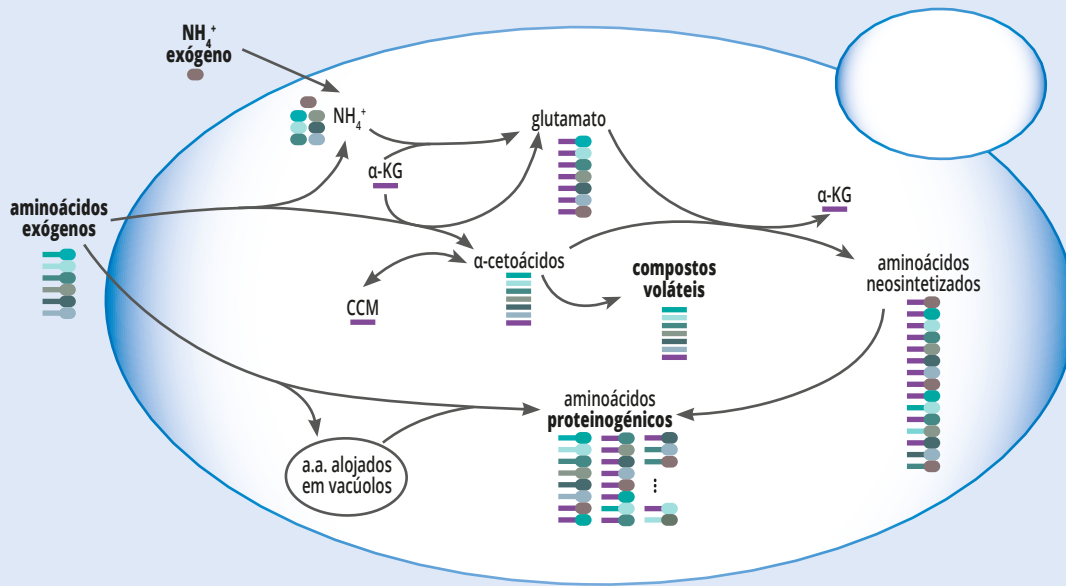 NH₄⁺
exógeno
NH₄⁺
glutamato
α-KG
α-KG
aminoácidos
exógenos
α-cetoácidos
compostos
voláteis
aminoácidos
neosintetizados
CCM
aminoácidos
proteinogénicos
a.a. alojados
em vacúolos